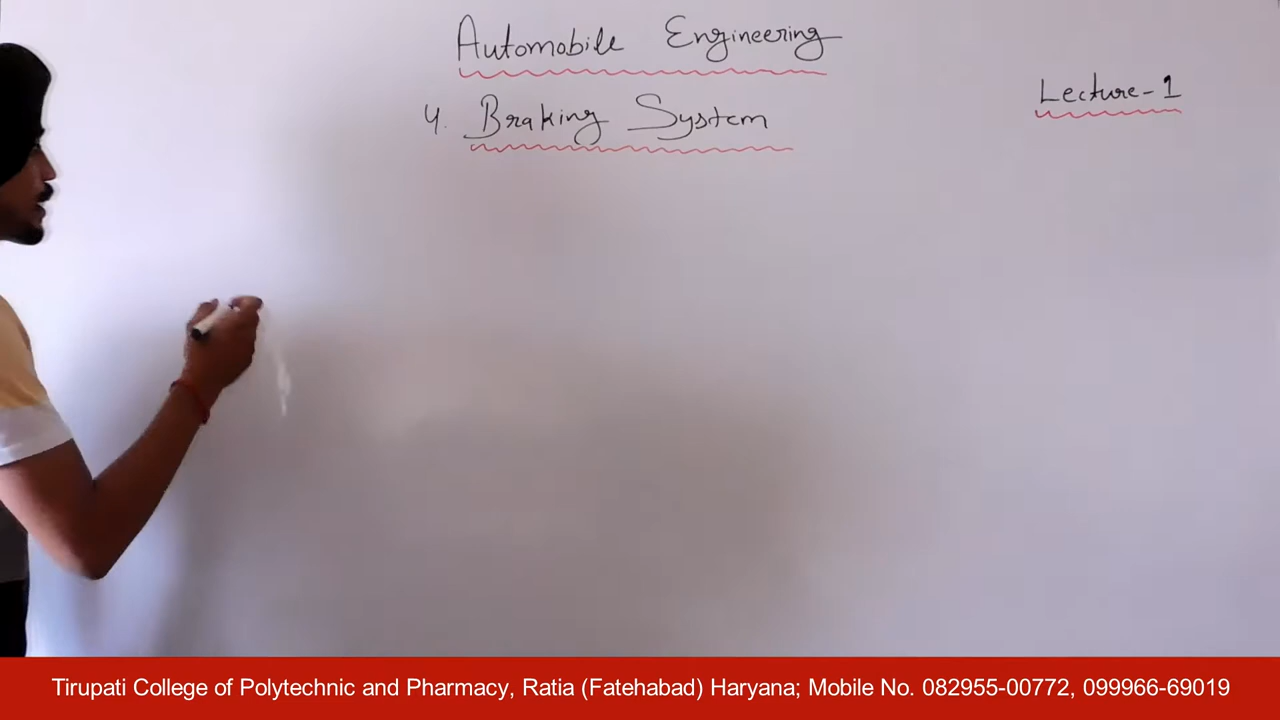 Automobile Engineering
Lecture-1
4. Braking System
Tirupati College of Polytechnic and Pharmacy, Ratia (Fatehabad) Haryana; Mobile No. 082955-00772, 099966-69019